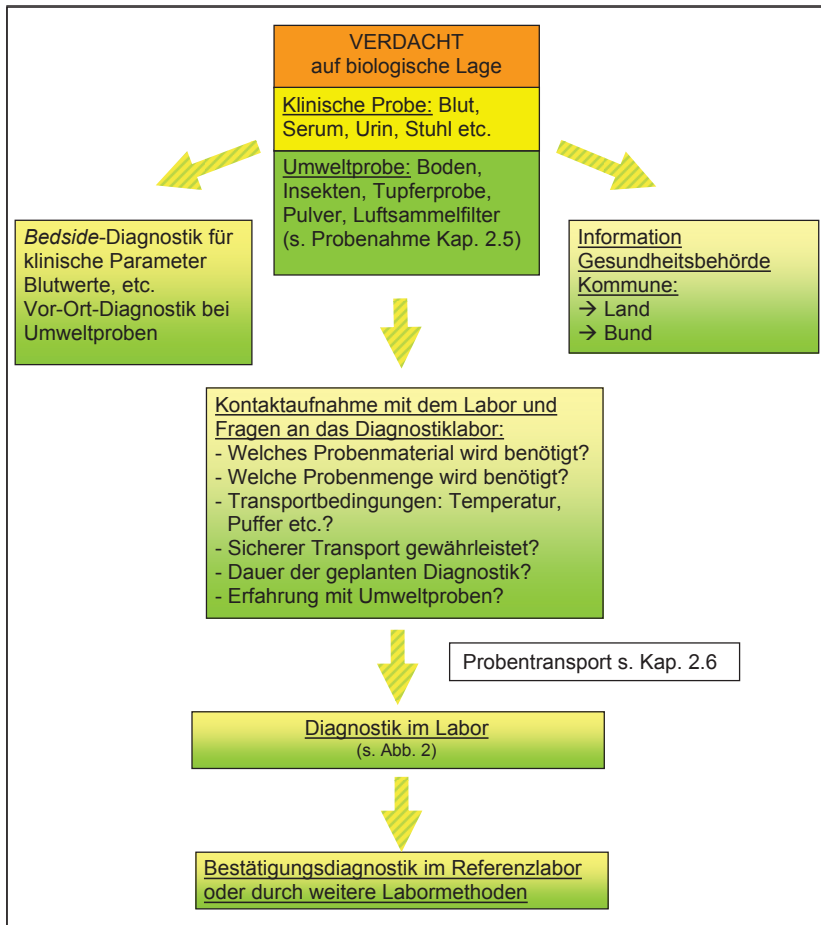 VERDACHT
auf biologische Lage
Klinische Probe: Blut,
Serum, Urin, Stuhl etc.
Umweltprobe: Boden,
Insekten, Tupferprobe,
Pulver, Luftsammelfilter
(s. Probenahme Kap. 2.5)
Bedside-Diagnostik für
klinische Parameter
Blutwerte, etc.
Vor-Ort-Diagnostik bei
Umweltproben
Information
Gesundheitsbehörde
Kommune:
→ Land
→ Bund
Kontaktaufnahme mit dem Labor und
Fragen an das Diagnostiklabor:
- Welches Probenmaterial wird benötigt?
- Welche Probenmenge wird benötigt?
- Transportbedingungen: Temperatur,
Puffer etc.?
- Sicherer Transport gewährleistet?
- Dauer der geplanten Diagnostik?
- Erfahrung mit Umweltproben?
Probentransport s. Kap. 2.6
Diagnostik im Labor
(s. Abb. 2)
Bestätigungsdiagnostik im Referenzlabor
oder durch weitere Labormethoden